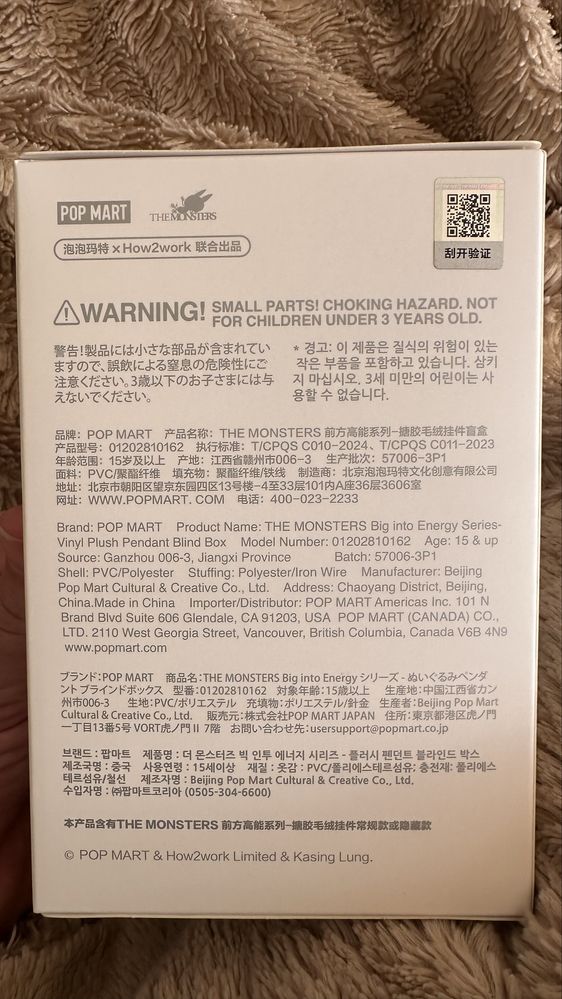 POP MART THE MONSTERS
泡泡玛特×How2work 联合出品
刮开验证
WARNING! SMALL PARTS! CHOKING HAZARD. NOT
FOR CHILDREN UNDER 3 YEARS OLD.
警告!製品には小さな部品が含まれてい
ますので、誤飲による窒息の危険性にご
注意ください。3歳以下のお子さまには与
えないでください。
* 경고: 이 제품은 질식의 위험이 있는
작은 부품을 포함하고 있습니다. 삼키
지 마십시오. 3세 미만의 어린이는 사
용할 수 없습니다.
品牌：POP MART 产品名称：THE MONSTERS 前方高能系列-搪胶毛绒挂件盲盒
产品型号：01202810162 执行标准：T/CPQS C010-2024、T/CPQS C011-2023
年龄范围：15岁及以上 产地：江西省赣州市006-3 生产批次：57006-3P1
面料：PVC/聚酯纤维 填充物：聚酯纤维/铁线 制造商：北京泡泡玛特文化创意有限公司
地址：北京市朝阳区望京东园四区13号楼-4至33层101内A座36层3606室
网址：WWW.POPMART.COM 电话：400-023-2233
Brand: POP MART Product Name: THE MONSTERS Big into Energy Series-
Vinyl Plush Pendant Blind Box Model Number: 01202810162 Age: 15 & up
Source: Ganzhou 006-3, Jiangxi Province Batch: 57006-3P1
Shell: PVC/Polyester Stuffing: Polyester/Iron Wire Manufacturer: Beijing
Pop Mart Cultural & Creative Co., Ltd. Address: Chaoyang District, Beijing,
China.Made in China Importer/Distributor: POP MART Americas Inc. 101 N
Brand Blvd Suite 606 Glendale, CA 91203, USA POP MART (CANADA) CO.,
LTD. 2110 West Georgia Street, Vancouver, British Columbia, Canada V6B 4N9
www.popmart.com
ブランド：POP MART 商品名：THE MONSTERS Big into Energy シリーズ - ぬいぐるみペンダ
ント ブラインドボックス 型番：01202810162 対象年齢：15歳以上 生産地：中国江西省カン
州市006-3 生地：PVC/ポリエステル 充填物：ポリエステル/針金 生産者：Beijing Pop Mart
Cultural & Creative Co., Ltd. 販売元：株式会社POP MART JAPAN 住所：東京都港区虎ノ門
一丁目13番5号 VORT虎ノ門Ⅱ 7階 お問い合わせ先：usersupport@popmart.co.jp
브랜드 : 팝마트 제품명 : 더 몬스터즈 빅 인투 에너지 시리즈 - 플러시 펜던트 블라인드 박스
제조국명 : 중국 사용연령 : 15세이상 재질 : 옷감 : PVC/폴리에스테르섬유; 충전재: 폴리에스
테르섬유/철선 제조자명 : Beijing Pop Mart Cultural & Creative Co., Ltd.
수입자명 : ㈜팝마트코리아 (0505-304-6600)
本产品含有THE MONSTERS 前方高能系列-搪胶毛绒挂件常规款或隐藏款
© POP MART & How2work Limited & Kasing Lung.